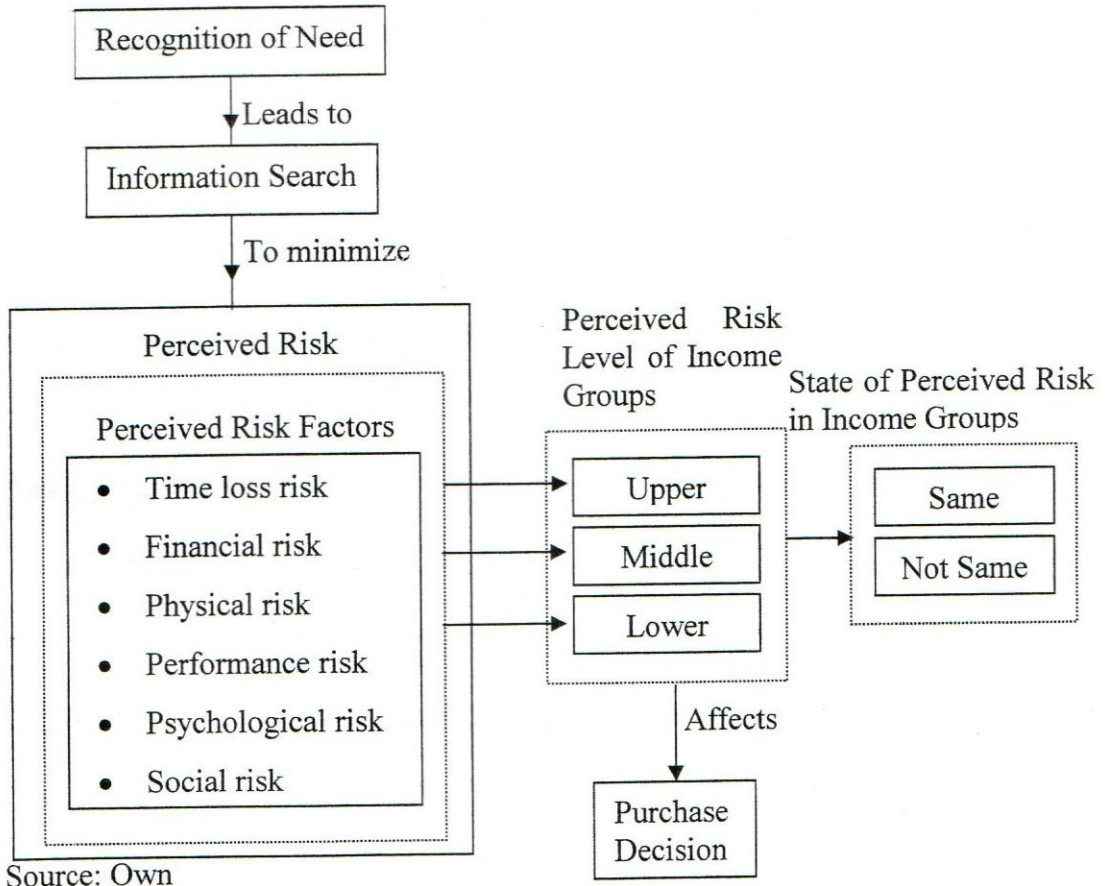 Recognition of Need
Leads to
Information Search
To minimize
Perceived Risk
Perceived Risk Factors
• Time loss risk
• Financial risk
• Physical risk
• Performance risk
• Psychological risk
• Social risk
Perceived Risk
Level of Income
Groups
Upper
Middle
Lower
State of Perceived Risk
in Income Groups
Same
Not Same
Affects
Purchase
Decision
Source: Own